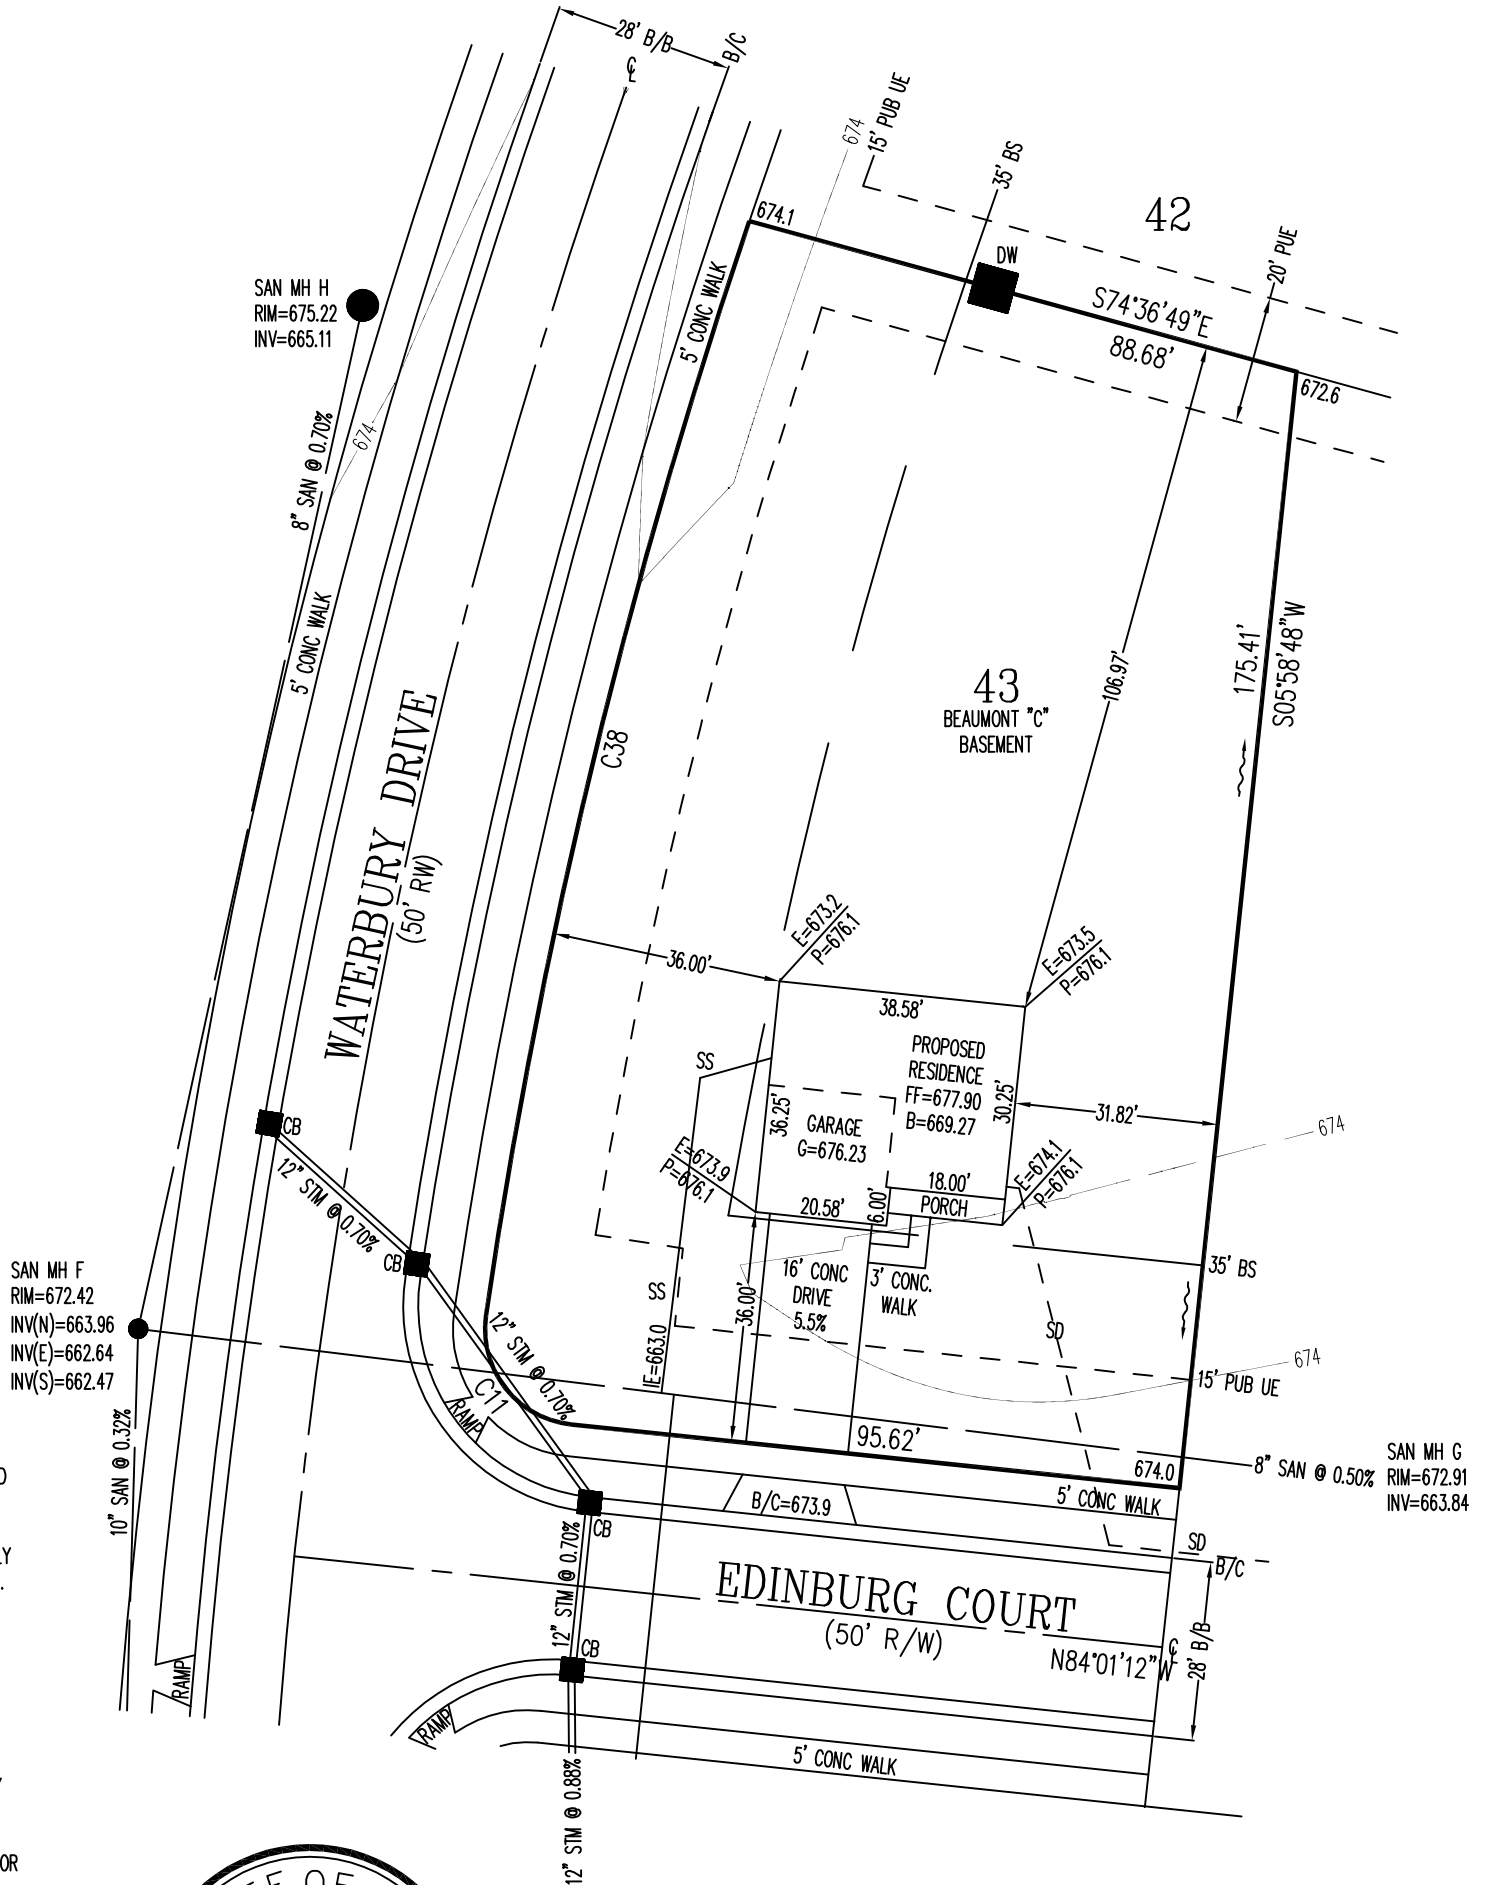 28' B/B
B/C
℄
674
15' PUB UE
35' BS
42
20' PUE
674.1
DW
S74°36'49"E
88.68'
672.6
SAN MH H
RIM=675.22
INV=665.11
5' CONC WALK
674
8" SAN @ 0.70%
5' CONC WALK
43
BEAUMONT "C"
BASEMENT
106.97'
175.41'
S05°58'48"W
C38
WATERBURY DRIVE
(50' RW)
E=673.2
P=676.1
E=673.5
P=676.1
36.00'
38.58'
PROPOSED
RESIDENCE
FF=677.90
B=669.27
30.25'
31.82'
SS
36.25'
GARAGE
G=676.23
674
CB
12" STM @ 0.70%
E=673.9
P=676.1
E=674.1
P=676.1
18.00'
PORCH
20.58'
6.00'
CB
SAN MH F
RIM=672.42
INV(N)=663.96
INV(E)=662.64
INV(S)=662.47
16' CONC
DRIVE
5.5%
3' CONC.
WALK
35' BS
SS
36.00'
IE=663.0
SD
12" STM @ 0.70%
674
15' PUB UE
C11
RAMP
10" SAN @ 0.32%
95.62'
674.0
8" SAN @ 0.50%
SAN MH G
RIM=672.91
INV=663.84
B/C=673.9
5' CONC WALK
CB
SD
B/C
12" STM @ 0.70%
EDINBURG COURT
(50' R/W)
N84°01'12"W
℄
28' B/B
CB
RAMP
RAMP
5' CONC WALK
12" STM @ 0.88%
OR
OF